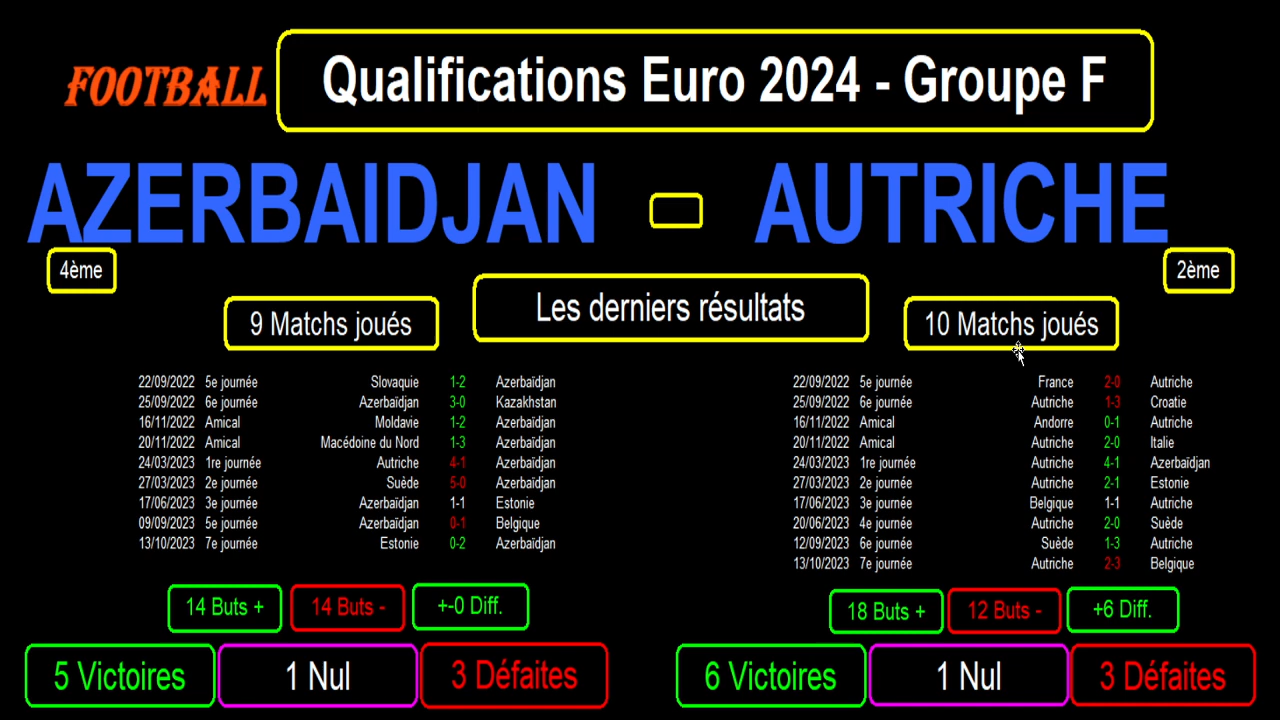 FOOTBALL
Qualifications Euro 2024 - Groupe F
AZERBAIDJAN
AUTRICHE
4ème
2ème
Les derniers résultats
9 Matchs joués
10 Matchs joués
22/09/2022 5e journée Slovaquie 1-2 Azerbaïdjan
25/09/2022 6e journée Azerbaïdjan 3-0 Kazakhstan
16/11/2022 Amical Moldavie 1-2 Azerbaïdjan
20/11/2022 Amical Macédoine du Nord 1-3 Azerbaïdjan
24/03/2023 1re journée Autriche 4-1 Azerbaïdjan
27/03/2023 2e journée Suède 5-0 Azerbaïdjan
17/06/2023 3e journée Azerbaïdjan 1-1 Estonie
09/09/2023 5e journée Azerbaïdjan 0-1 Belgique
13/10/2023 7e journée Estonie 0-2 Azerbaïdjan
22/09/2022 5e journée France 2-0 Autriche
25/09/2022 6e journée Autriche 1-3 Croatie
16/11/2022 Amical Andorre 0-1 Autriche
20/11/2022 Amical Autriche 2-0 Italie
24/03/2023 1re journée Autriche 4-1 Azerbaïdjan
27/03/2023 2e journée Autriche 2-1 Estonie
17/06/2023 3e journée Belgique 1-1 Autriche
20/06/2023 4e journée Autriche 2-0 Suède
12/09/2023 6e journée Suède 1-3 Autriche
13/10/2023 7e journée Autriche 2-3 Belgique
14 Buts + 14 Buts - +-0 Diff.
18 Buts + 12 Buts - +6 Diff.
5 Victoires 1 Nul 3 Défaites
6 Victoires 1 Nul 3 Défaites